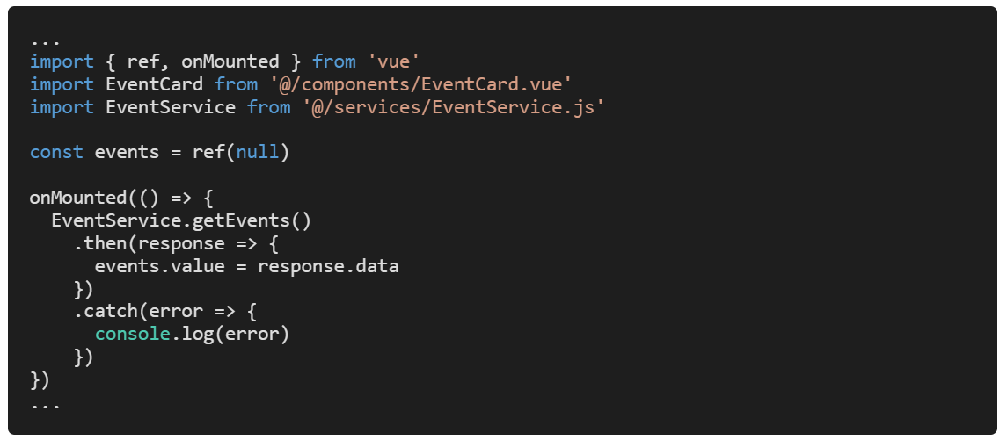 ...
import { ref, onMounted } from 'vue'
import EventCard from '@/components/EventCard.vue'
import EventService from '@/services/EventService.js'

const events = ref(null)

onMounted(() => {
  EventService.getEvents()
    .then(response => {
      events.value = response.data
    })
    .catch(error => {
      console.log(error)
    })
})
...